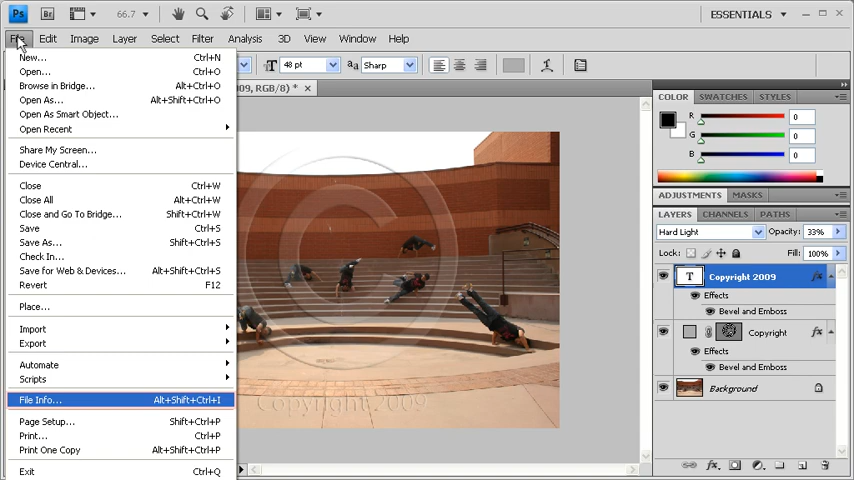 Ps Br 66.7 ESSENTIALS
File Edit Image Layer Select Filter Analysis 3D View Window Help
48 pt aa Sharp
009, RGB/8) * ×
New... Ctrl+N
Open... Ctrl+O
Browse in Bridge... Alt+Ctrl+O
Open As... Alt+Shift+Ctrl+O
Open As Smart Object...
Open Recent
Share My Screen...
Device Central...
Close Ctrl+W
Close All Alt+Ctrl+W
Close and Go To Bridge... Shift+Ctrl+W
Save Ctrl+S
Save As... Shift+Ctrl+S
Check In...
Save for Web & Devices... Alt+Shift+Ctrl+S
Revert F12
Place...
Import
Export
Automate
Scripts
File Info... Alt+Shift+Ctrl+I
Page Setup... Shift+Ctrl+P
Print... Ctrl+P
Print One Copy Alt+Shift+Ctrl+P
Exit Ctrl+Q
©
Copyright 2009
COLOR SWATCHES STYLES
R 0
G 0
B 0
ADJUSTMENTS MASKS
LAYERS CHANNELS PATHS
Hard Light Opacity: 33%
Lock: Fill: 100%
T Copyright 2009 fx
Effects
Bevel and Emboss
Copyright fx
Effects
Bevel and Emboss
Background
fx